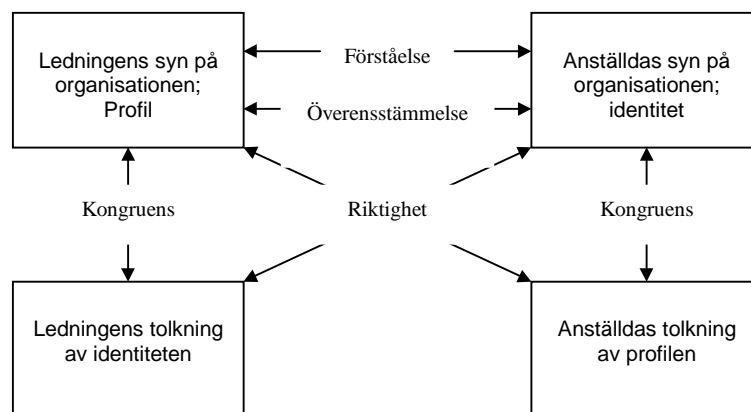 Ledningens syn på
organisationen;
Profil
Förståelse
Överensstämmelse
Anställdas syn på
organisationen;
identitet
Kongruens
Riktighet
Kongruens
Ledningens tolkning
av identiteten
Anställdas tolkning
av profilen